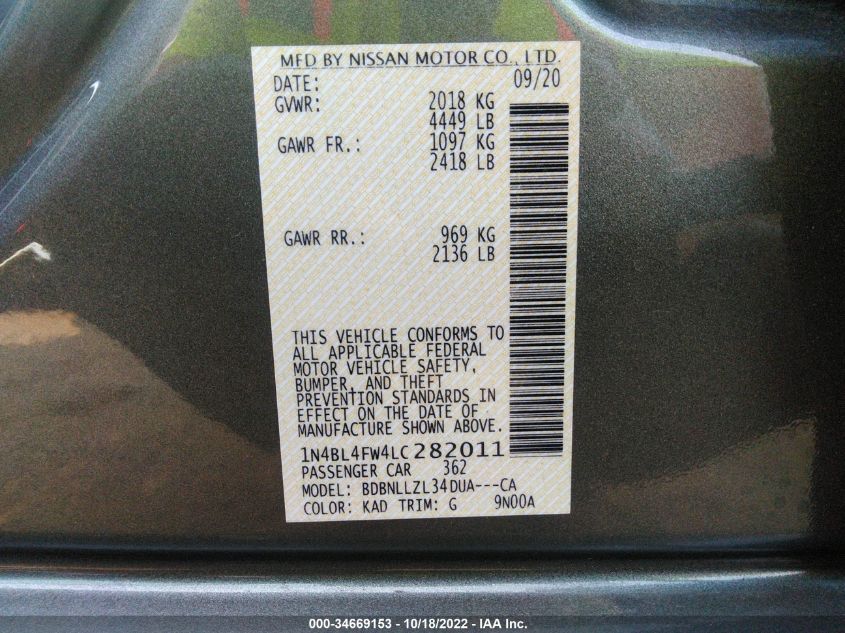 MFD BY NISSAN MOTOR CO., LTD.
DATE: 09/20
GVWR: 2018 KG
4449 LB
GAWR FR.: 1097 KG
2418 LB
GAWR RR.: 969 KG
2136 LB
THIS VEHICLE CONFORMS TO
ALL APPLICABLE FEDERAL
MOTOR VEHICLE SAFETY,
BUMPER, AND THEFT
PREVENTION STANDARDS IN
EFFECT ON THE DATE OF
MANUFACTURE SHOWN ABOVE.
1N4BL4FW4LC282011
PASSENGER CAR 362
MODEL: BDBNLLZL34DUA---CA
COLOR: KAD TRIM: G 9N00A
000-34669153 - 10/18/2022 - IAA Inc.